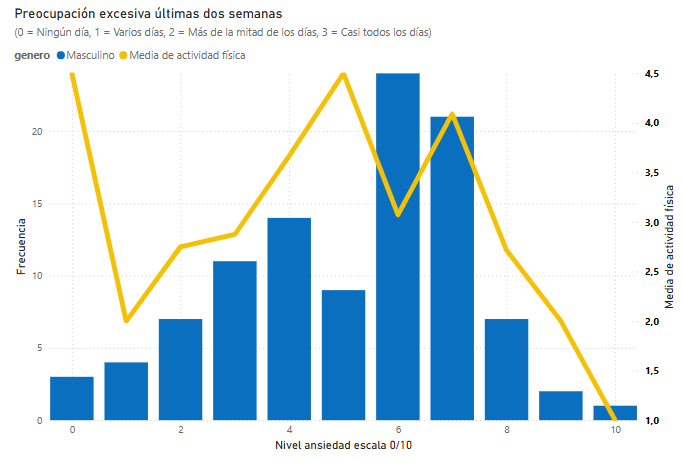 Preocupación excesiva últimas dos semanas
(0 = Ningún día, 1 = Varios días, 2 = Más de la mitad de los días, 3 = Casi todos los días)
genero Masculino Media de actividad física
20
15
10
5
0
Frecuencia
4,5
4,0
3,5
3,0
2,5
2,0
1,5
1,0
Media de actividad física
0 2 4 6 8 10
Nivel ansiedad escala 0/10